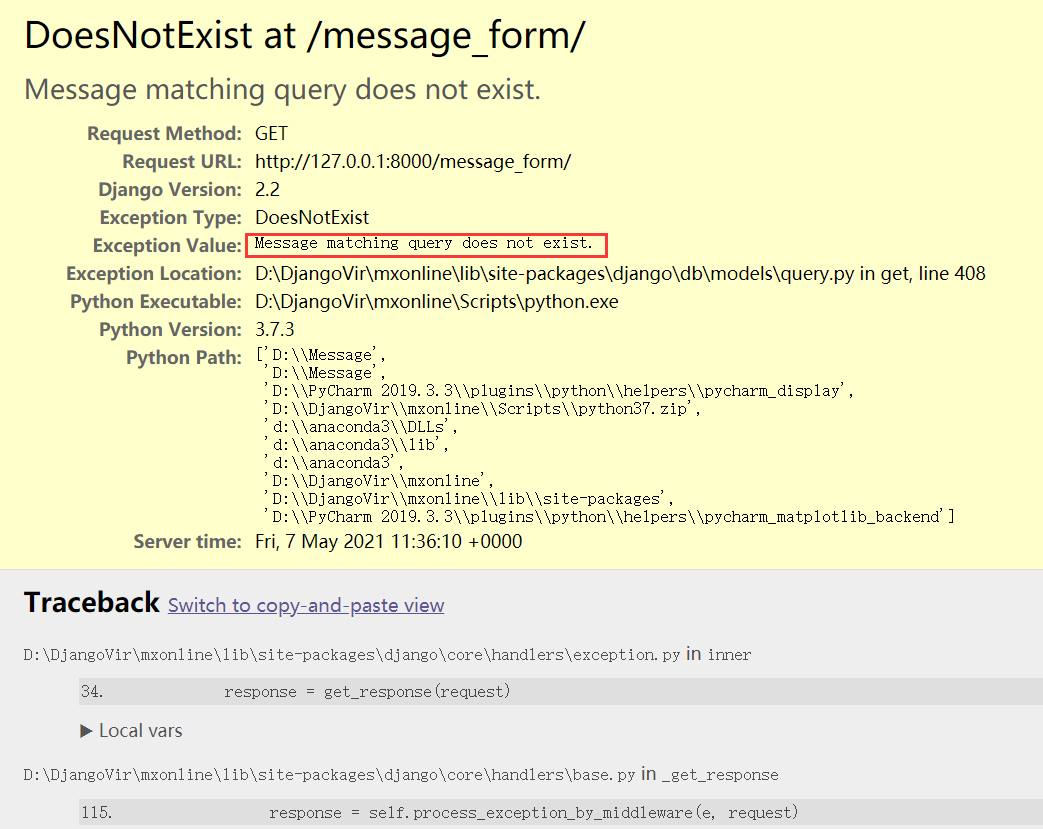 DoesNotExist at /message_form/
Message matching query does not exist.
Request Method: GET
Request URL: http://127.0.0.1:8000/message_form/
Django Version: 2.2
Exception Type: DoesNotExist
Exception Value: Message matching query does not exist.
Exception Location: D:\DjangoVir\mxonline\lib\site-packages\django\db\models\query.py in get, line 408
Python Executable: D:\DjangoVir\mxonline\Scripts\python.exe
Python Version: 3.7.3
Python Path: ['D:\\Message',
'D:\\Message',
'D:\\PyCharm 2019.3.3\\plugins\\python\\helpers\\pycharm_display',
'D:\\DjangoVir\\mxonline\\Scripts\\python37.zip',
'd:\\anaconda3\\DLLs',
'd:\\anaconda3\\lib',
'd:\\anaconda3',
'D:\\DjangoVir\\mxonline',
'D:\\DjangoVir\\mxonline\\lib\\site-packages',
'D:\\PyCharm 2019.3.3\\plugins\\python\\helpers\\pycharm_matplotlib_backend']
Server time: Fri, 7 May 2021 11:36:10 +0000
Traceback Switch to copy-and-paste view
D:\DjangoVir\mxonline\lib\site-packages\django\core\handlers\exception.py in inner
34. response = get_response(request)
▶ Local vars
D:\DjangoVir\mxonline\lib\site-packages\django\core\handlers\base.py in _get_response
115. response = self.process_exception_by_middleware(e, request)